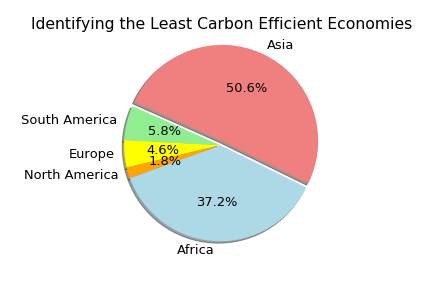 Identifying the Least Carbon Efficient Economies
Asia
50.6%
South America
5.8%
Europe
4.6%
North America
1.8%
37.2%
Africa